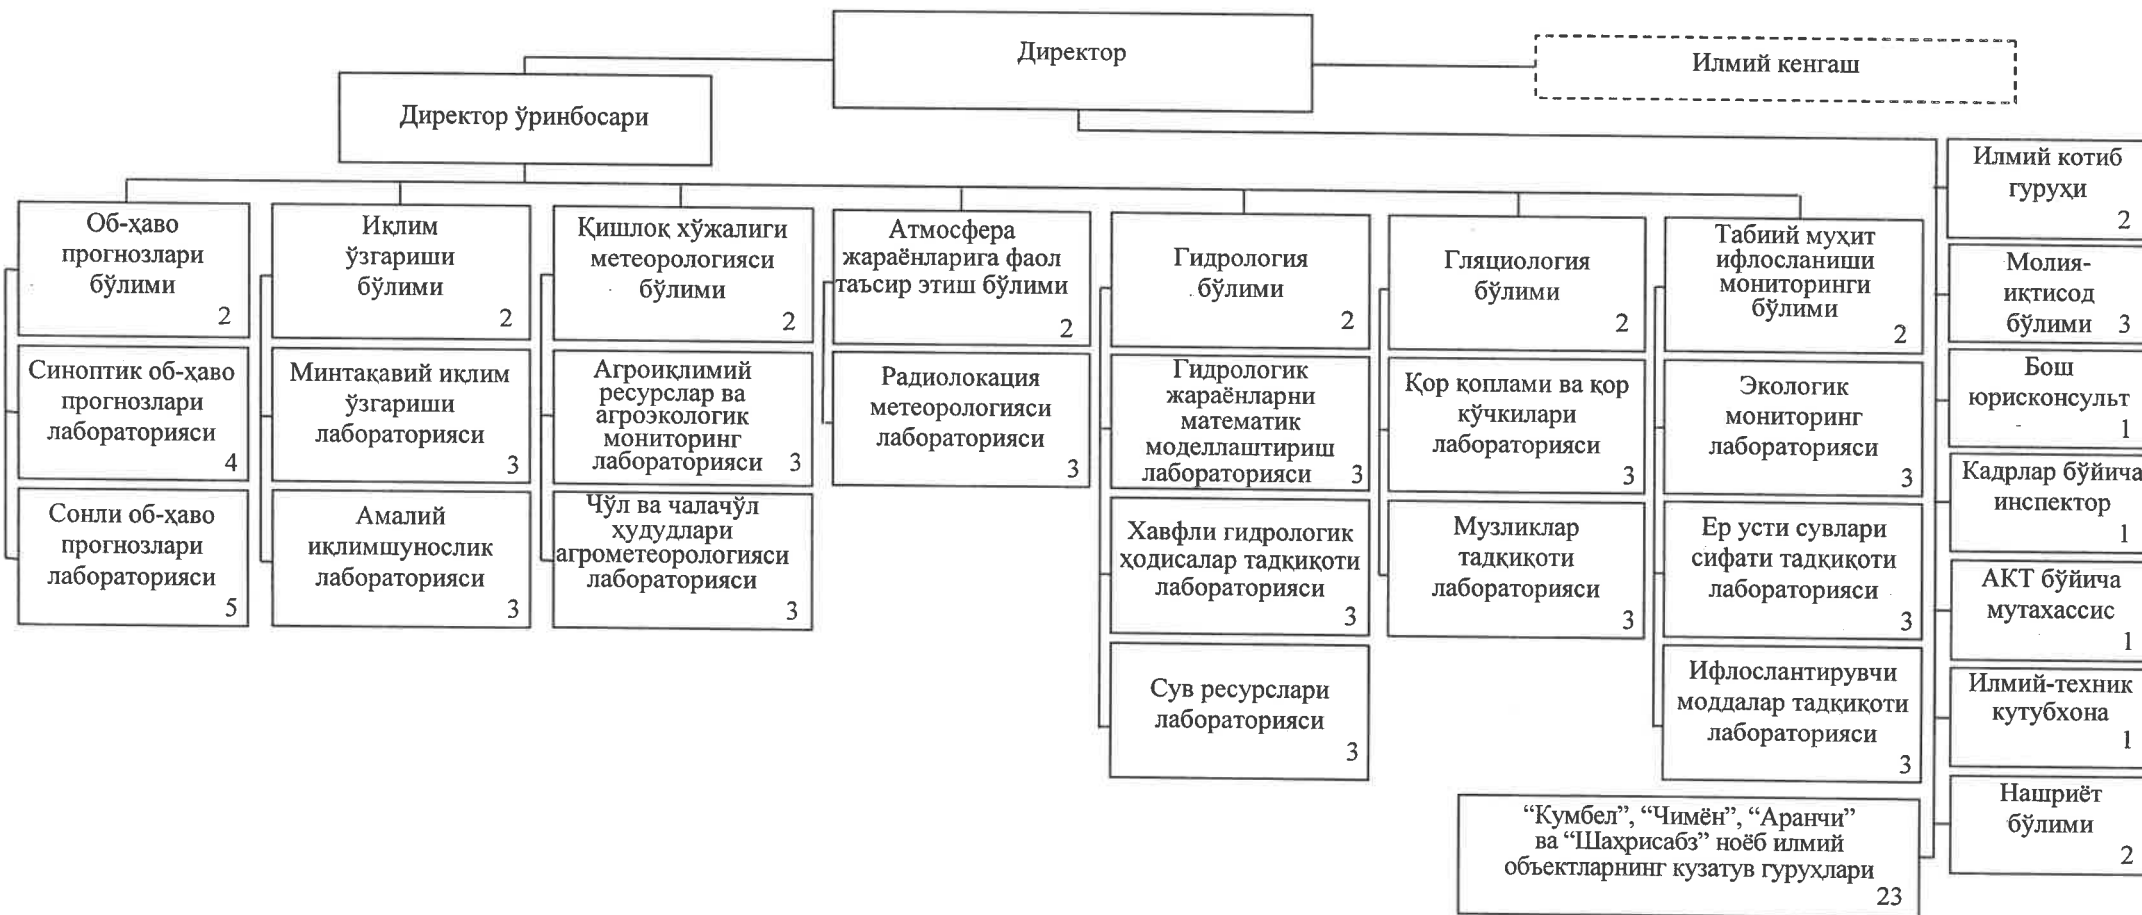 Директор
Илмий кенгаш
Директор ўринбосари
Об-ҳаво
прогнозлари
бўлими
2
Синоптик об-ҳаво
прогнозлари
лабораторияси
4
Сонли об-ҳаво
прогнозлари
лабораторияси
5
Иқлим
ўзгариши
бўлими
2
Минтақавий иқлим
ўзгариши
лабораторияси
3
Амалий
иқлимшунослик
лабораторияси
3
Қишлоқ хўжалиги
метеорологияси
бўлими
2
Агроиқлимий
ресурслар ва
агроэкологик
мониторинг
лабораторияси 3
Чўл ва чалачўл
ҳудудлари
агрометеорологияси
лабораторияси
3
Атмосфера
жараёнларига фаол
таъсир этиш бўлими
2
Радиолокация
метеорологияси
лабораторияси
3
Гидрология
бўлими
2
Гидрологик
жараёнларни
математик
моделлаштириш
лабораторияси 3
Хавфли гидрологик
ҳодисалар тадқиқоти
лабораторияси
3
Сув ресурслари
лабораторияси
3
Гляциология
бўлими
2
Қор қоплами ва қор
кўчкилари
лабораторияси
3
Музликлар
тадқиқоти
лабораторияси
3
Табиий муҳит
ифлосланиши
мониторинги
бўлими
2
Экологик
мониторинг
лабораторияси
3
Ер усти сувлари
сифати тадқиқоти
лабораторияси
3
Ифлослантирувчи
моддалар тадқиқоти
лабораторияси
3
Илмий котиб
гуруҳи
2
Молия-
иқтисод
бўлими 3
Бош
юрисконсульт
1
Кадрлар бўйича
инспектор
1
АКТ бўйича
мутахассис
1
Илмий-техник
кутубхона
1
Нашриёт
бўлими
2
“Кумбел”, “Чимён”, “Аранчи”
ва “Шаҳрисабз” ноёб илмий
объектларнинг кузатув гуруҳлари
23